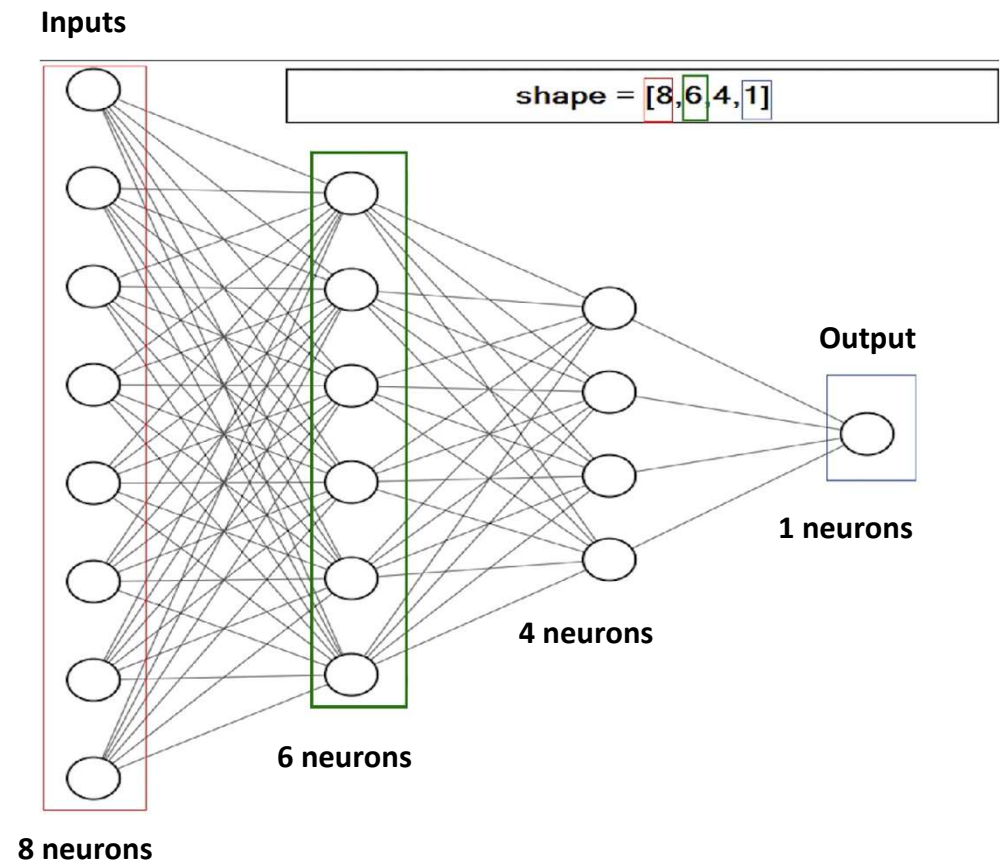 Inputs
shape = [8,6,4,1]
Output
1 neurons
4 neurons
6 neurons
8 neurons